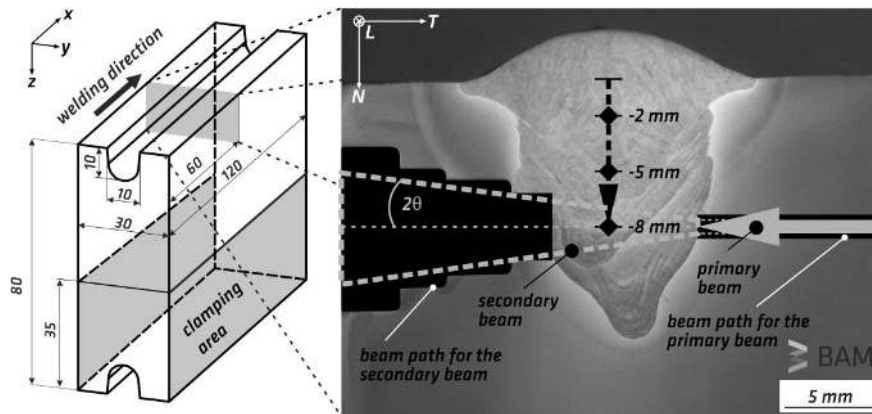 x
y
z
welding direction
10
10
60
120
30
80
35
clamping
area
L
T
N
-2 mm
-5 mm
-8 mm
2θ
primary
beam
secondary
beam
beam path for the
primary beam
beam path for the
secondary beam
BAM
5 mm